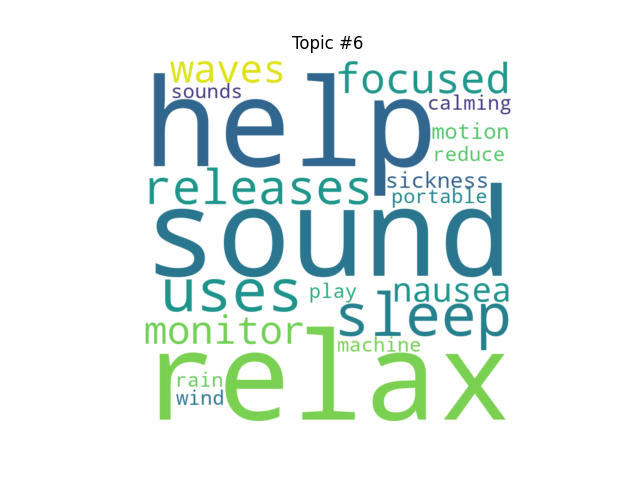 Topic #6
waves
focused
sounds
help
calming
motion
reduce
releases
sickness
portable
sound
uses
play
nausea
sleep
monitor
machine
relax
rain
wind